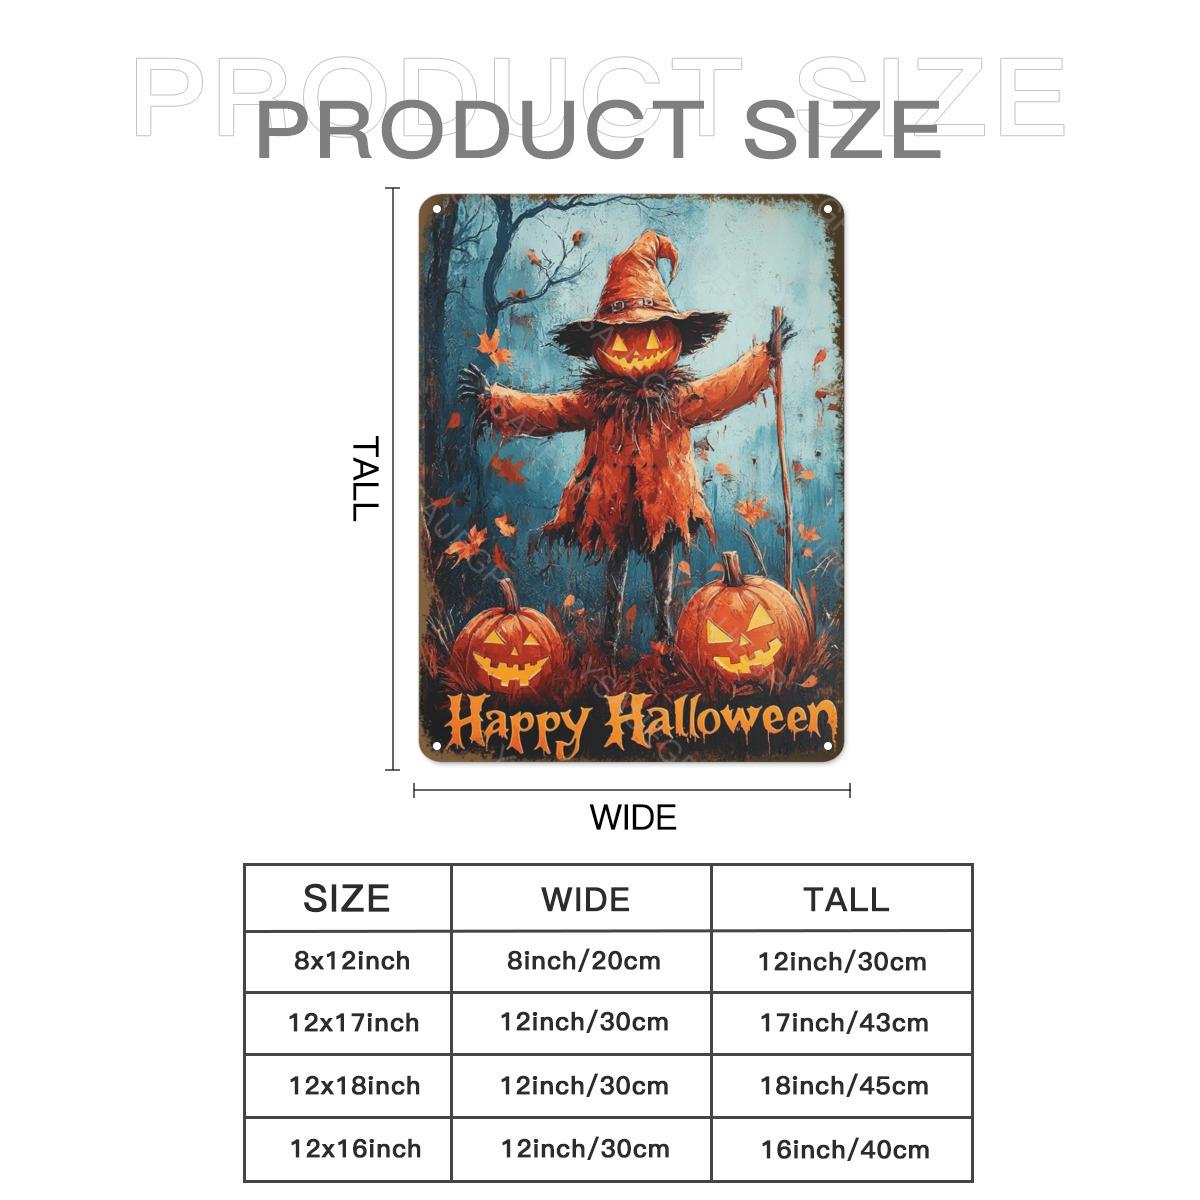 PRODUCT SIZE
PRODUCT SIZE
TALL
Happy Halloween
WIDE
SIZE WIDE TALL
8x12inch 8inch/20cm 12inch/30cm
12x17inch 12inch/30cm 17inch/43cm
12x18inch 12inch/30cm 18inch/45cm
12x16inch 12inch/30cm 16inch/40cm